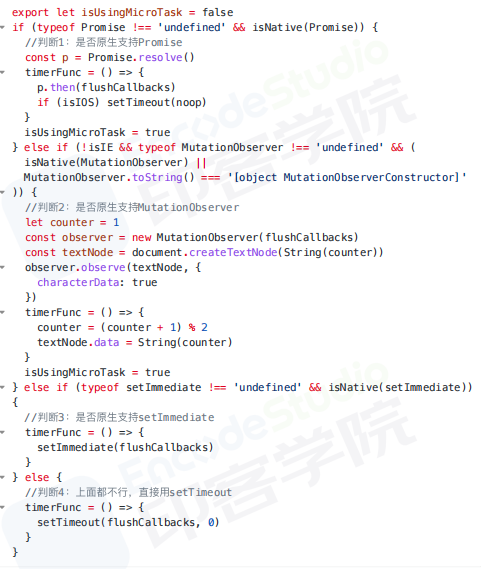 export let isUsingMicroTask = false
if (typeof Promise !== 'undefined' && isNative(Promise)) {
  //判断1：是否原生支持Promise
  const p = Promise.resolve()
  timerFunc = () => {
    p.then(flushCallbacks)
    if (isIOS) setTimeout(noop)
  }
  isUsingMicroTask = true
} else if (!isIE && typeof MutationObserver !== 'undefined' && (
  isNative(MutationObserver) ||
  MutationObserver.toString() === '[object MutationObserverConstructor]'
)) {
  //判断2：是否原生支持MutationObserver
  let counter = 1
  const observer = new MutationObserver(flushCallbacks)
  const textNode = document.createTextNode(String(counter))
  observer.observe(textNode, {
    characterData: true
  })
  timerFunc = () => {
    counter = (counter + 1) % 2
    textNode.data = String(counter)
  }
  isUsingMicroTask = true
} else if (typeof setImmediate !== 'undefined' && isNative(setImmediate))
{
  //判断3：是否原生支持setImmediate
  timerFunc = () => {
    setImmediate(flushCallbacks)
  }
} else {
  //判断4：上面都不行，直接用setTimeout
  timerFunc = () => {
    setTimeout(flushCallbacks, 0)
  }
}
EncodeStudio
印客学院
EncodeStudio
印客学院